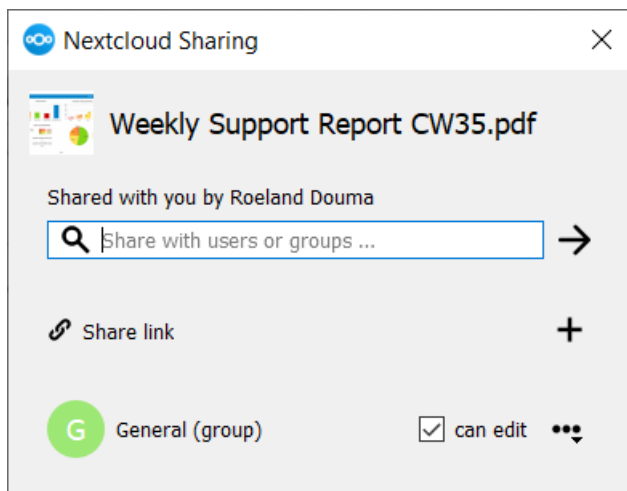 Nextcloud Sharing
Weekly Support Report CW35.pdf
Shared with you by Roeland Douma
Share with users or groups ...
Share link
G General (group) can edit